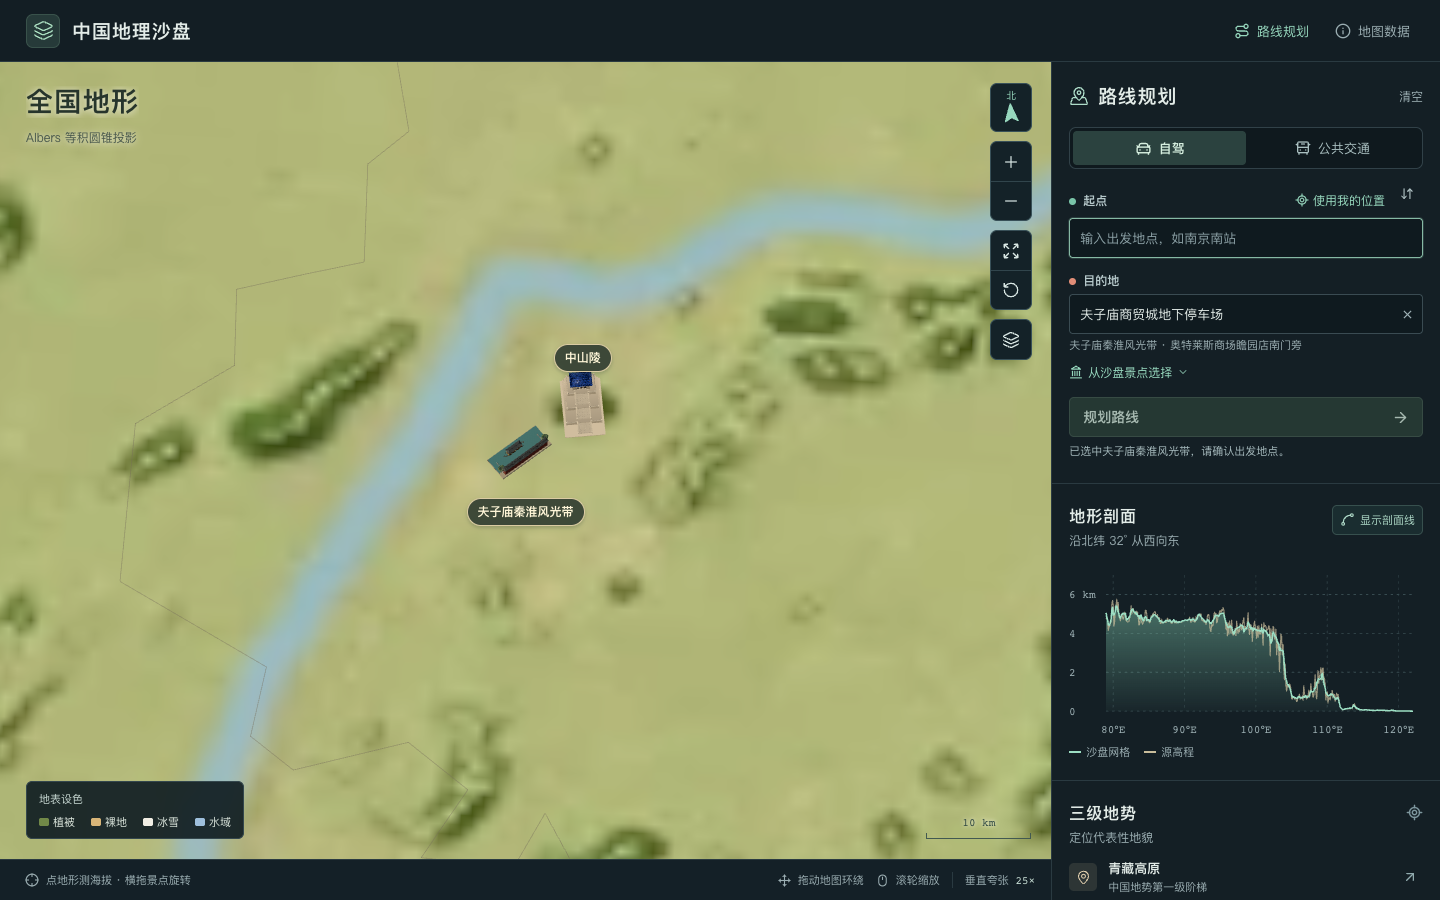 中国地理沙盘
路线规划
地图数据
全国地形
Albers 等积圆锥投影
北
中山陵
夫子庙秦淮风光带
地表设色
植被
裸地
冰雪
水域
10 km
点地形测海拔 · 横拖景点旋转
拖动地图环绕
滚轮缩放
垂直夸张 25×
路线规划
清空
自驾
公共交通
起点
使用我的位置
输入出发地点，如南京南站
目的地
夫子庙商贸城地下停车场
夫子庙秦淮风光带 · 奥特莱斯商场瞻园店南门旁
从沙盘景点选择
规划路线
已选中夫子庙秦淮风光带，请确认出发地点。
地形剖面
显示剖面线
沿北纬 32° 从西向东
6 km
4
2
0
80°E 90°E 100°E 110°E 120°E
沙盘网格
源高程
三级地势
定位代表性地貌
青藏高原
中国地势第一级阶梯